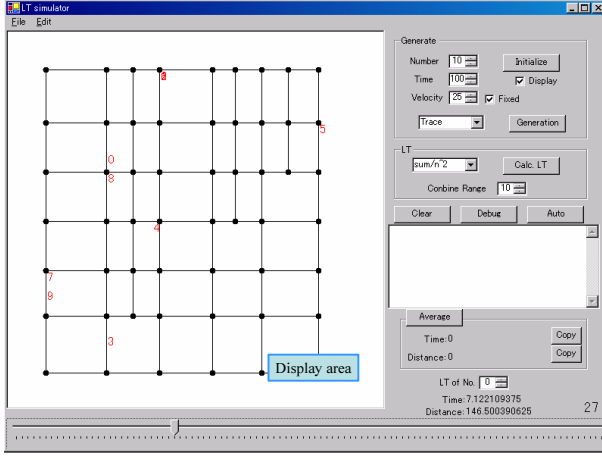 LT simulator
File Edit
Generate
Number 10 Initialize
Time 100 Display
Velocity 25 Fixed
Trace Generation
LT
sum/n^2 Calc. LT
Combine Range 10
Clear Debug Auto
Average
Time:0 Copy
Distance:0 Copy
LT of No. 0
Time:7.122109375
Distance:146.500390625
27
5
0
8
4
7
9
3
Display area